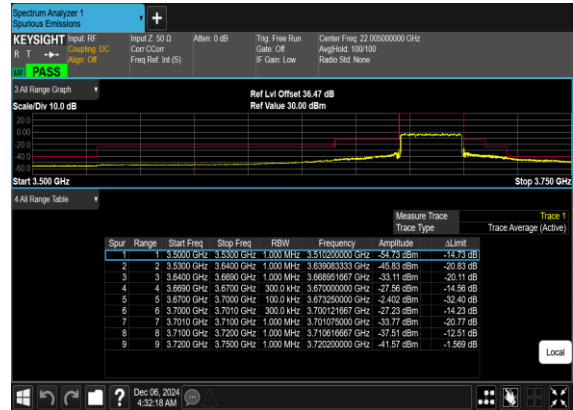 Spectrum Analyzer 1
Spurious Emissions
+
KEYSIGHT Input: RF Input Z: 50 Ω Atten: 0 dB Trig: Free Run Center Freq: 22.005000000 GHz
R T Coupling: DC Corr CCorr Gate: Off Avg|Hold: 100/100
Align: Off Freq Ref: Int (S) IF Gain: Low Radio Std: None
LW PASS
3 All Range Graph
Ref Lvl Offset 36.47 dB
Scale/Div 10.0 dB Ref Value 30.00 dBm
20.0
0.00
-20.0
-40.0
-60.0
Start 3.500 GHz Stop 3.750 GHz
4 All Range Table
Measure Trace Trace 1
Trace Type Trace Average (Active)
Spur Range Start Freq Stop Freq RBW Frequency Amplitude ΔLimit
1 1 3.5000 GHz 3.5300 GHz 1.000 MHz 3.510200000 GHz -54.73 dBm -14.73 dB
2 2 3.5300 GHz 3.6400 GHz 1.000 MHz 3.639083333 GHz -45.83 dBm -20.83 dB
3 3 3.6400 GHz 3.6690 GHz 1.000 MHz 3.668951667 GHz -33.11 dBm -20.11 dB
4 4 3.6690 GHz 3.6700 GHz 300.0 kHz 3.670000000 GHz -27.56 dBm -14.56 dB
5 5 3.6700 GHz 3.7000 GHz 100.0 kHz 3.673250000 GHz -2.402 dBm -32.40 dB
6 6 3.7000 GHz 3.7010 GHz 300.0 kHz 3.700121667 GHz -27.23 dBm -14.23 dB
7 7 3.7010 GHz 3.7100 GHz 1.000 MHz 3.701075000 GHz -33.77 dBm -20.77 dB
8 8 3.7100 GHz 3.7200 GHz 1.000 MHz 3.710616667 GHz -37.51 dBm -12.51 dB
9 9 3.7200 GHz 3.7500 GHz 1.000 MHz 3.720200000 GHz -41.57 dBm -1.569 dB
Local
? Dec 06, 2024
4:32:18 AM